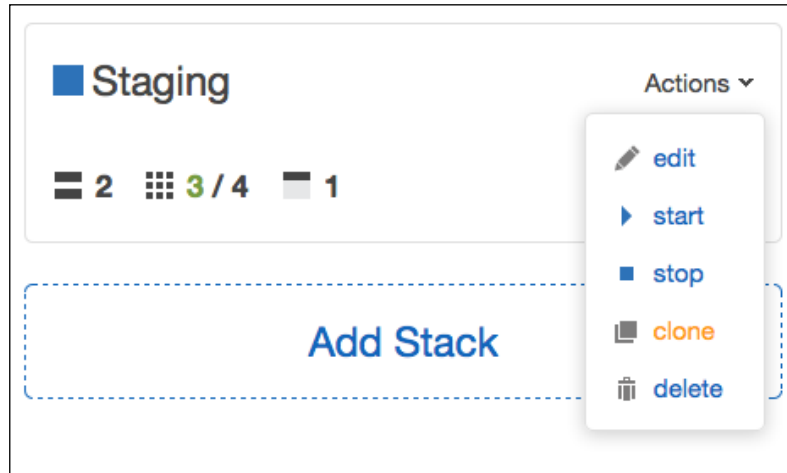 Staging
Actions
2 3 / 4 1
edit
start
stop
clone
delete
Add Stack